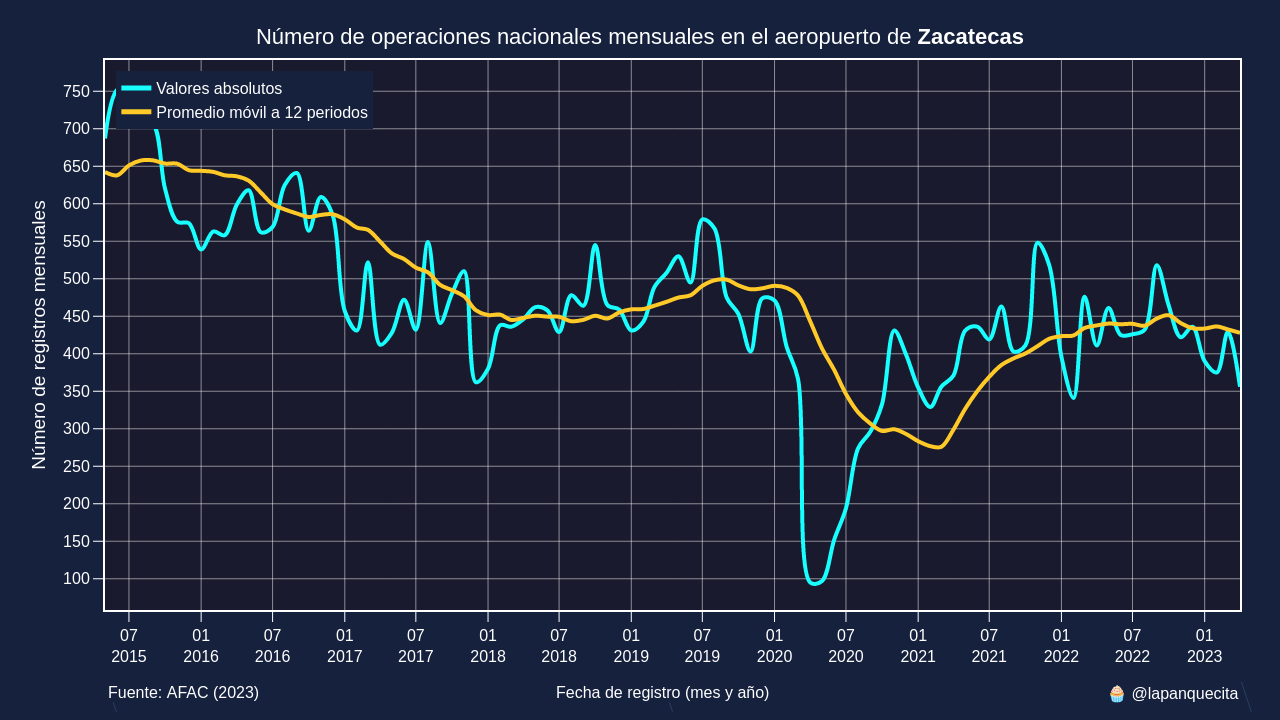 Número de operaciones nacionales mensuales en el aeropuerto de Zacatecas
Valores absolutos
Promedio móvil a 12 periodos
Número de registros mensuales
750
700
650
600
550
500
450
400
350
300
250
200
150
100
07 01 07 01 07 01 07 01 07 01 07 01 07 01 07 01
2015 2016 2016 2017 2017 2018 2018 2019 2019 2020 2020 2021 2021 2022 2022 2023
Fuente: AFAC (2023) Fecha de registro (mes y año) 🧁 @lapanquecita